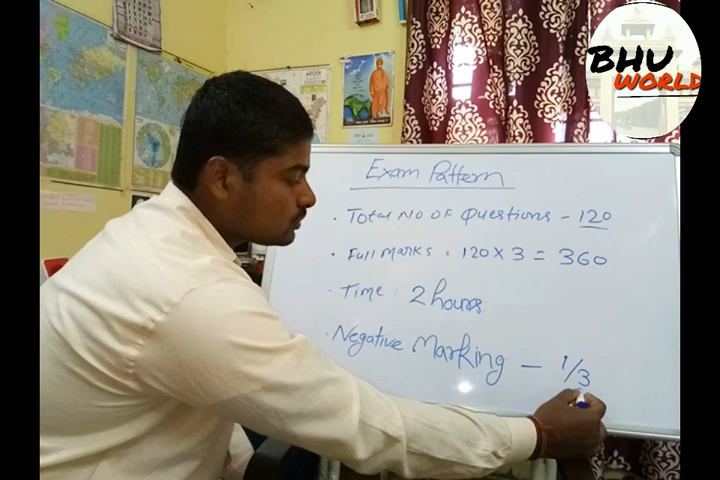 BHU
WORLD
Exam Pattern
• Total No of Questions - 120
• Full Marks = 120 × 3 = 360
• Time : 2 hours.
• Negative Marking - 1/3